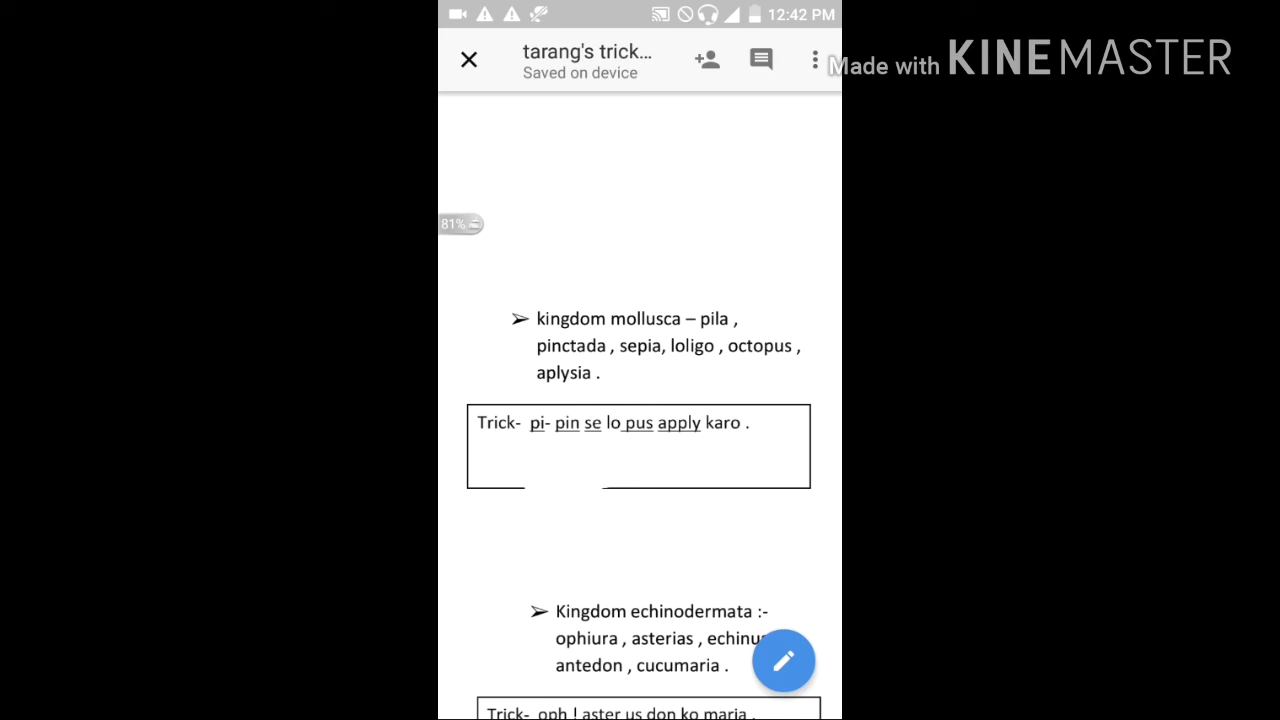 12:42 PM
tarang's trick...
Saved on device
Made with KINEMASTER
81%
➢ kingdom mollusca – pila ,
pinctada , sepia, loligo , octopus ,
aplysia .
Trick- pi- pin se lo pus apply karo .
➢ Kingdom echinodermata :-
ophiura , asterias , echinus
antedon , cucumaria .
Trick- oph ! aster us don ko maria .